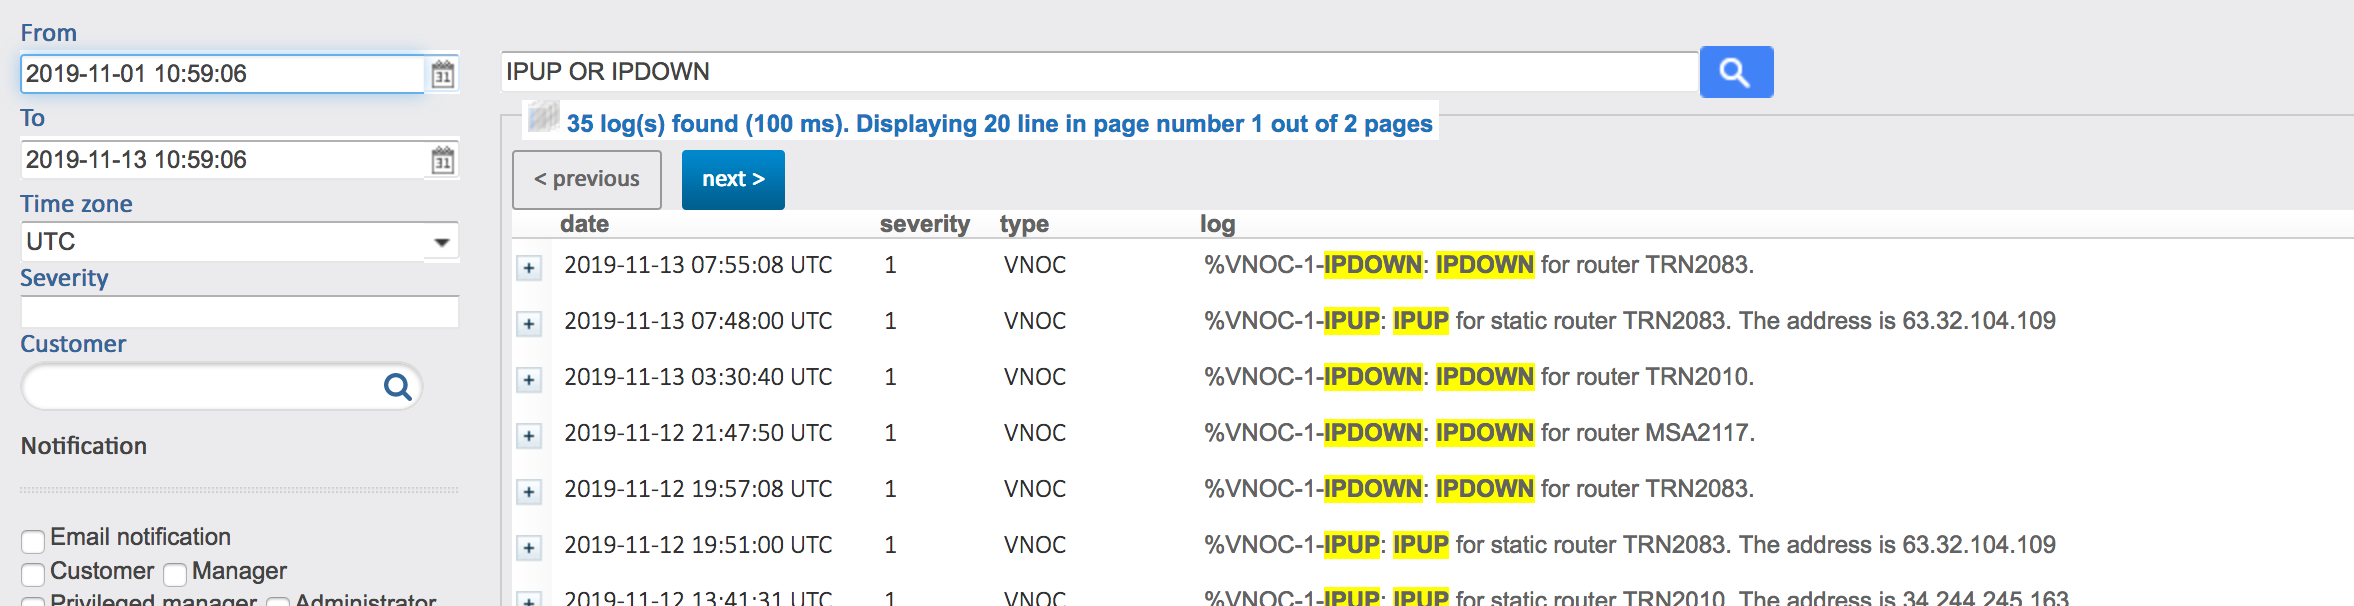 From
2019-11-01 10:59:06
31
To
2019-11-13 10:59:06
31
Time zone
UTC
Severity
Customer
Notification
Email notification
Customer Manager
Privileged manager Administrator
IPUP OR IPDOWN
35 log(s) found (100 ms). Displaying 20 line in page number 1 out of 2 pages
< previous next >
date severity type log
2019-11-13 07:55:08 UTC 1 VNOC %VNOC-1-IPDOWN: IPDOWN for router TRN2083.
2019-11-13 07:48:00 UTC 1 VNOC %VNOC-1-IPUP: IPUP for static router TRN2083. The address is 63.32.104.109
2019-11-13 03:30:40 UTC 1 VNOC %VNOC-1-IPDOWN: IPDOWN for router TRN2010.
2019-11-12 21:47:50 UTC 1 VNOC %VNOC-1-IPDOWN: IPDOWN for router MSA2117.
2019-11-12 19:57:08 UTC 1 VNOC %VNOC-1-IPDOWN: IPDOWN for router TRN2083.
2019-11-12 19:51:00 UTC 1 VNOC %VNOC-1-IPUP: IPUP for static router TRN2083. The address is 63.32.104.109
2019-11-12 13:41:31 UTC 1 VNOC %VNOC-1-IPUP: IPUP for static router TRN2010. The address is 34.244.245.163